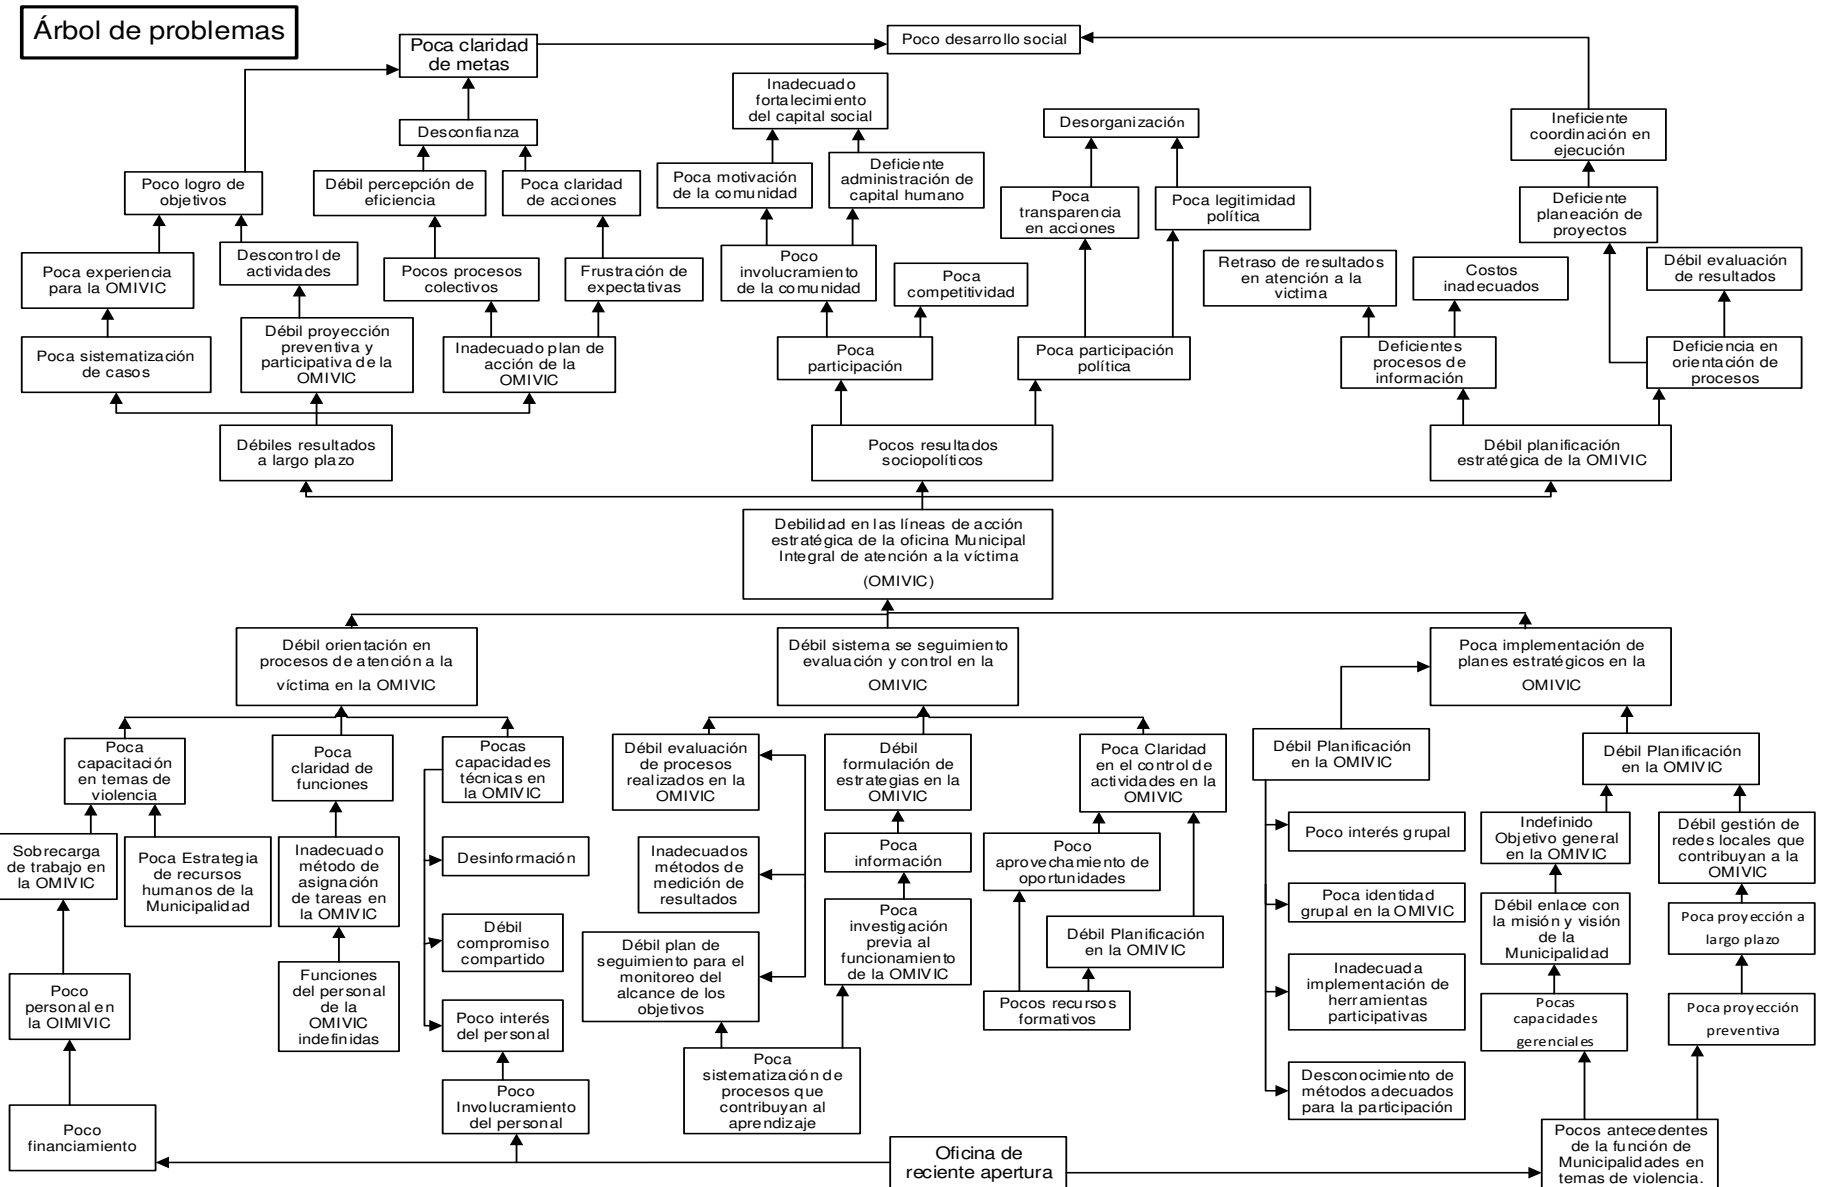 Árbol de problemas
Poca claridad
de metas
Poco desarrollo social
Inadecuado
fortalecimiento
del capital social
Desconfianza
Desorganización
Ineficiente
coordinación en
ejecución
Poco logro de
objetivos
Débil percepción de
eficiencia
Poca claridad
de acciones
Poca motivación
de la comunidad
Deficiente
administración de
capital humano
Poca
transparencia
en acciones
Poca legitimidad
política
Deficiente
planeación de
proyectos
Poca experiencia
para la OMIVIC
Descontrol de
actividades
Pocos procesos
colectivos
Frustración de
expectativas
Poco
involucramiento
de la comunidad
Poca
competitividad
Retraso de resultados
en atención a la
victima
Costos
inadecuados
Débil evaluación
de resultados
Poca sistematización
de casos
Débil proyección
preventiva y
participativa de la
OMIVIC
Inadecuado plan de
acción de la
OMIVIC
Poca
participación
Poca participación
política
Deficientes
procesos de
información
Deficiencia en
orientación de
procesos
Débiles resultados
a largo plazo
Pocos resultados
sociopolíticos
Débil planificación
estratégica de la OMIVIC
Debilidad en las líneas de acción
estratégica de la oficina Municipal
Integral de atención a la víctima
(OMIVIC)
Débil orientación en
procesos de atención a la
víctima en la OMIVIC
Débil sistema se seguimiento
evaluación y control en la
OMIVIC
Poca implementación de
planes estratégicos en la
OMIVIC
Poca
capacitación
en temas de
violencia
Poca
claridad de
funciones
Pocas
capacidades
técnicas en
la OMIVIC
Débil evaluación
de procesos
realizados en la
OMIVIC
Débil
formulación de
estrategias en la
OMIVIC
Poca Claridad
en el control de
actividades en la
OMIVIC
Débil Planificación
en la OMIVIC
Débil Planificación
en la OMIVIC
Sobrecarga
de trabajo en
la OMIVIC
Poca Estrategia
de recursos
humanos de la
Municipalidad
Inadecuado
método de
asignación
de tareas en
la OMIVIC
Desinformación
Inadecuados
métodos de
medición de
resultados
Poca
información
Poco
aprovechamiento de
oportunidades
Poco interés grupal
Indefinido
Objetivo general
en la OMIVIC
Débil gestión de
redes locales que
contribuyan a la
OMIVIC
Débil
compromiso
compartido
Débil plan de
seguimiento para el
monitoreo del
alcance de los
objetivos
Poca
investigación
previa al
funcionamiento
de la OMIVIC
Débil Planificación
en la OMIVIC
Poca identidad
grupal en la OMIVIC
Débil enlace con
la misión y visión
de la
Municipalidad
Poca proyección a
largo plazo
Poco
personal en
la OIMIVIC
Funciones
del personal
de la
OMIVIC
indefinidas
Poco interés
del personal
Pocos recursos
formativos
Inadecuada
implementación de
herramientas
participativas
Pocas
capacidades
gerenciales
Poca proyección
preventiva
Poco
financiamiento
Poco
Involucramiento
del personal
Poca
sistematización de
procesos que
contribuyan al
aprendizaje
Desconocimiento de
métodos adecuados
para la participación
Oficina de
reciente apertura
Pocos antecedentes
de la función de
Municipalidades en
temas de violencia.